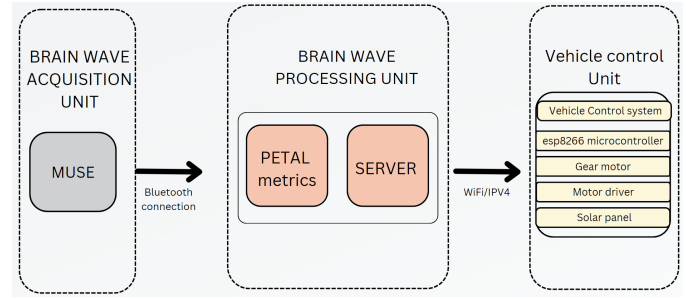 BRAIN WAVE
ACQUISITION
UNIT
MUSE
Bluetooth
connection
BRAIN WAVE
PROCESSING UNIT
PETAL
metrics
SERVER
WiFi/IPV4
Vehicle control
Unit
Vehicle Control system
esp8266 microcontroller
Gear motor
Motor driver
Solar panel